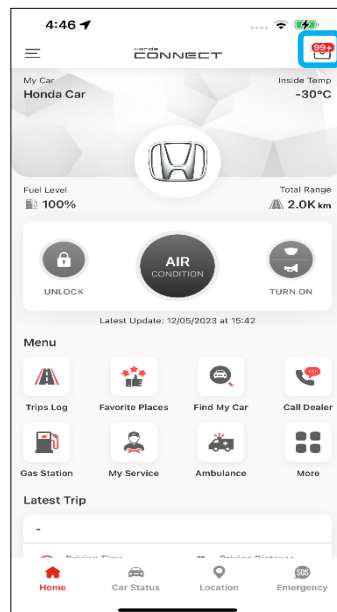 4:46
Honda
CONNECT
99+
My Car
Inside Temp
Honda Car
-30°C
Fuel Level
Total Range
100%
2.0K km
AIR
CONDITION
UNLOCK
TURN ON
Latest Update: 12/05/2023 at 15:42
Menu
Trips Log
Favorite Places
Find My Car
Call Dealer
Gas Station
My Service
Ambulance
More
Latest Trip
-
Driving Time
Driving Distance
SOS
Home
Car Status
Location
Emergency